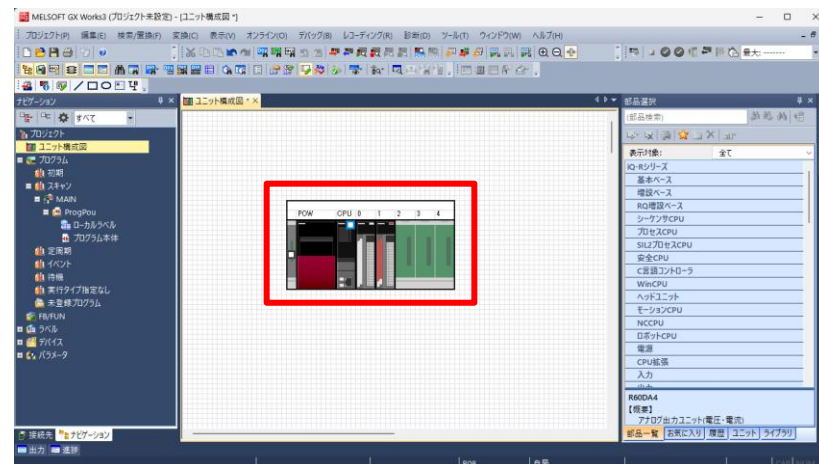 MELSOFT GX Works3 (プロジェクト未設定) - [ユニット構成図 *]
プロジェクト(P) 編集(E) 検索/置換(F) 変換(C) 表示(V) オンライン(O) デバッグ(B) レコーディング(R) 診断(D) ツール(T) ウィンドウ(W) ヘルプ(H)
最大:
ナビゲーション
ユニット構成図 *
部品選択
すべて
(部品検索)
プロジェクト
ユニット構成図
プログラム
初期
スキャン
MAIN
ProgPou
ローカルラベル
プログラム本体
定周期
イベント
待機
実行タイプ指定なし
未登録プログラム
FB/FUN
ラベル
デバイス
パラメータ
POW CPU 0 1 2 3 4
表示対象: 全て
iQ-Rシリーズ
基本ベース
増設ベース
RQ増設ベース
シーケンサCPU
プロセスCPU
SIL2プロセスCPU
安全CPU
C言語コントローラ
WinCPU
ヘッドユニット
モーションCPU
NCCPU
ロボットCPU
電源
CPU拡張
入力
R60DA4
【概要】
アナログ出力ユニット(電圧・電流)
部品一覧 お気に入り 履歴 ユニット ライブラリ
接続先 ナビゲーション
出力 進捗